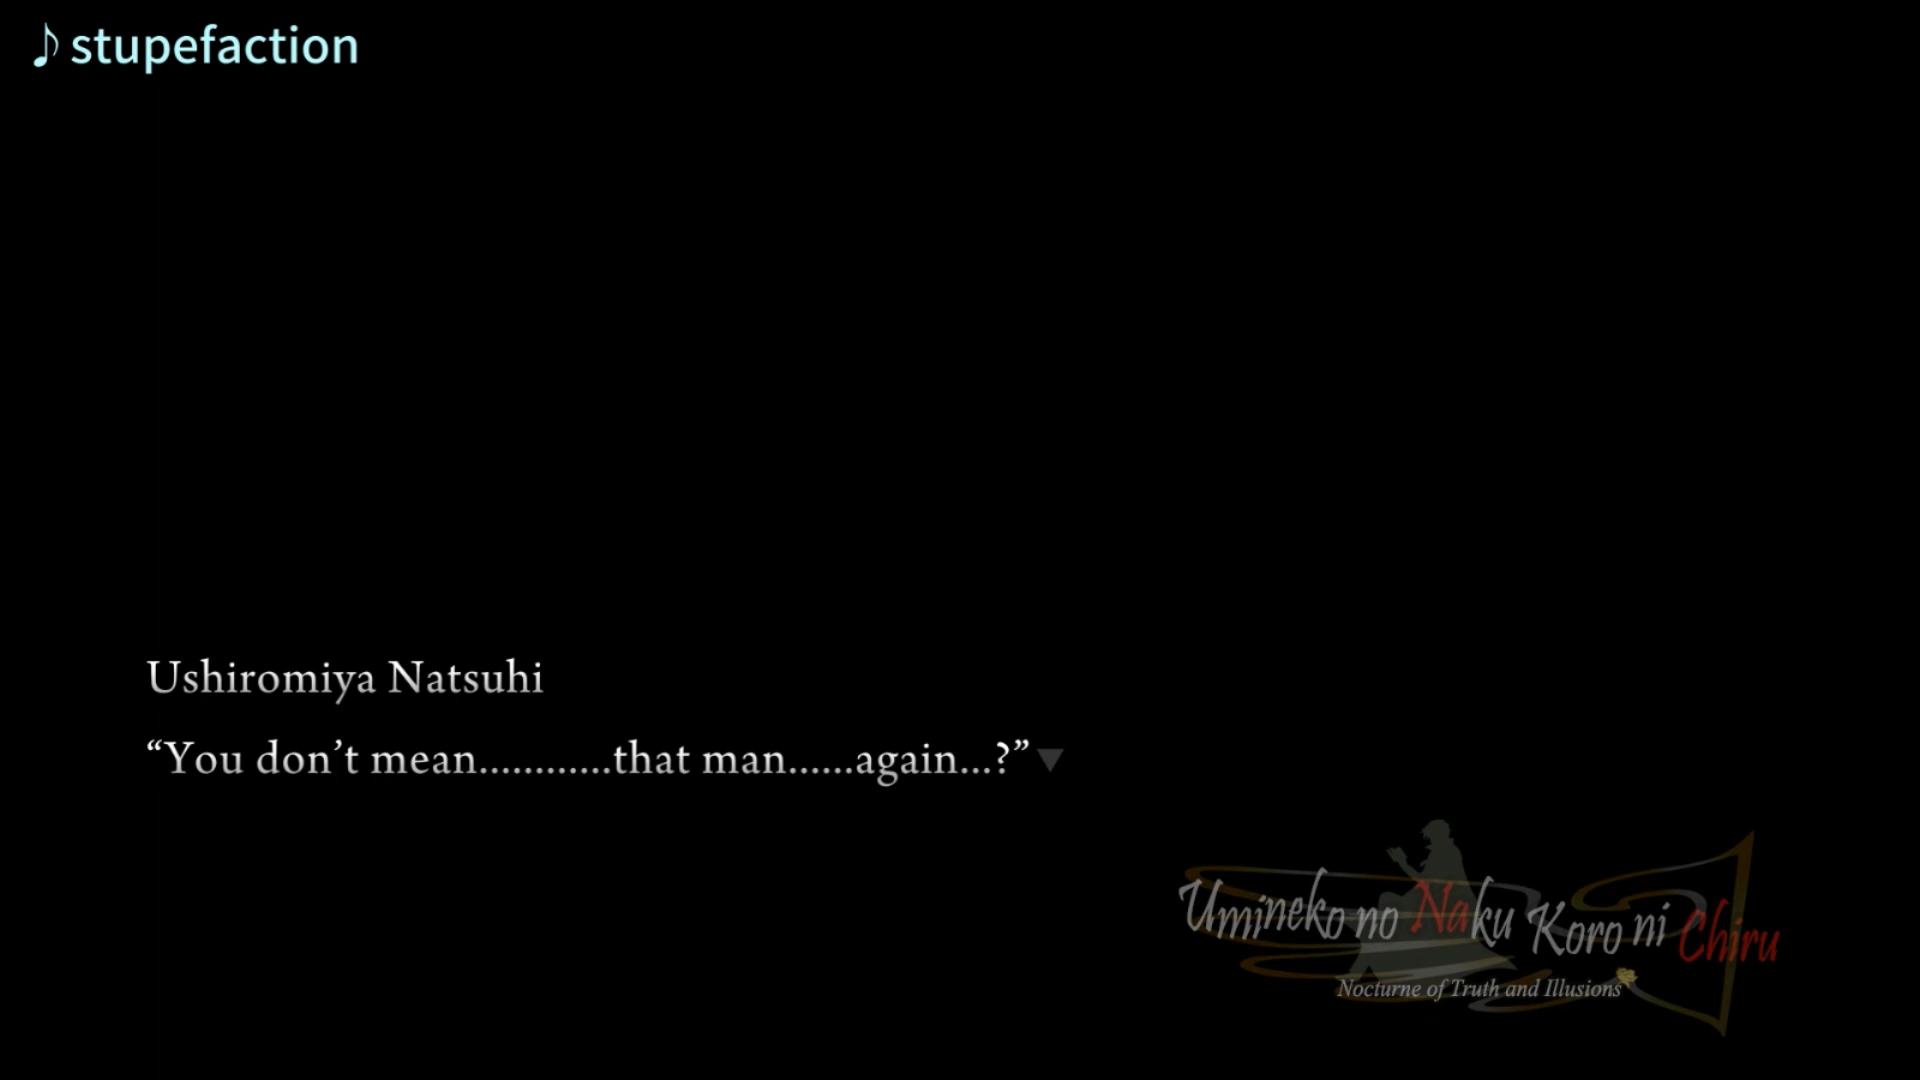 ♪ stupefaction
Ushiromiya Natsuhi
“You don’t mean............that man......again...?”
Umineko no Naku Koro ni Chiru
Nocturne of Truth and Illusions